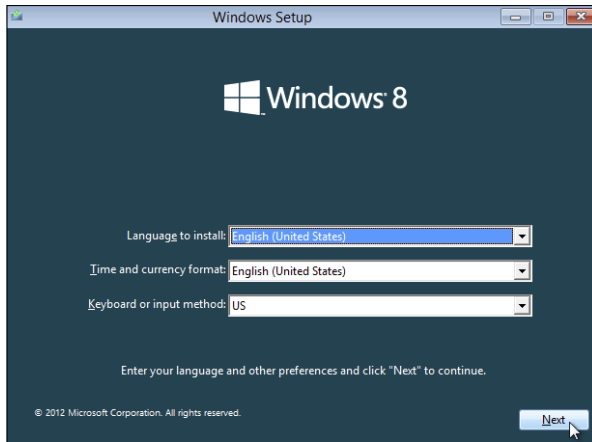 Windows Setup
Windows 8
Language to install: English (United States)
Time and currency format: English (United States)
Keyboard or input method: US
Enter your language and other preferences and click "Next" to continue.
© 2012 Microsoft Corporation. All rights reserved.
Next